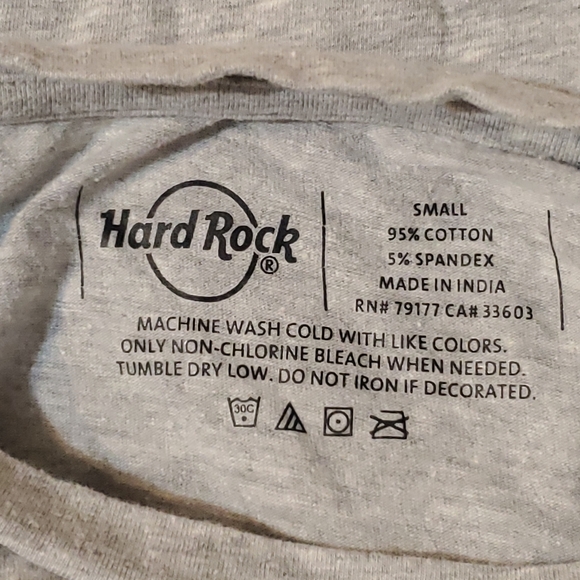 Hard Rock®
SMALL
95% COTTON
5% SPANDEX
MADE IN INDIA
RN# 79177 CA# 33603
MACHINE WASH COLD WITH LIKE COLORS.
ONLY NON-CHLORINE BLEACH WHEN NEEDED.
TUMBLE DRY LOW. DO NOT IRON IF DECORATED.
30C